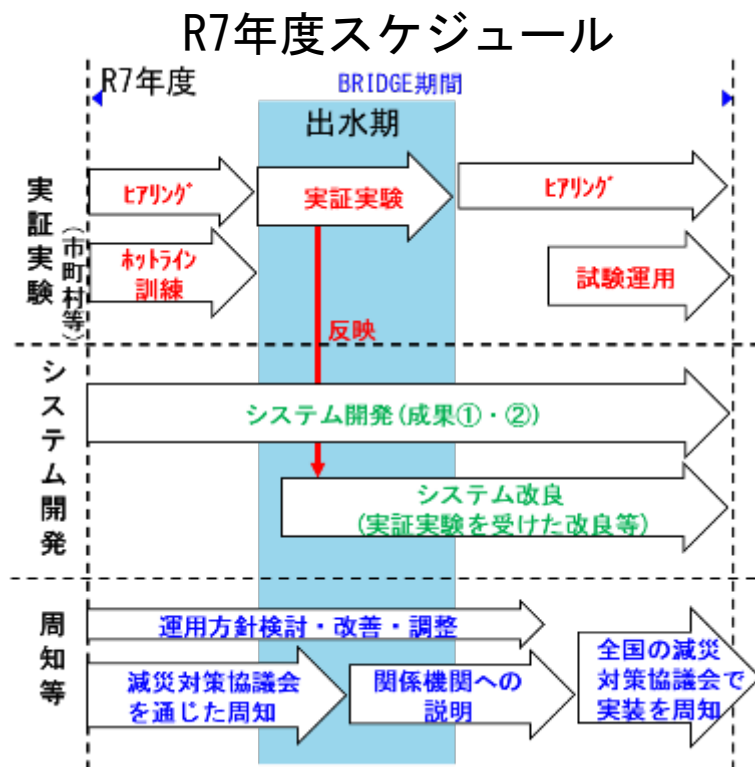 R7年度スケジュール
R7年度
BRIDGE期間
出水期
実証実験
(市町村等)
ﾋｱﾘﾝｸﾞ
実証実験
ﾋｱﾘﾝｸﾞ
ﾎｯﾄﾗｲﾝ
訓練
試験運用
反映
システム開発
システム開発(成果①・②)
システム改良
(実証実験を受けた改良等)
周知等
運用方針検討・改善・調整
減災対策協議会
を通じた周知
関係機関への
説明
全国の減災
対策協議会で
実装を周知